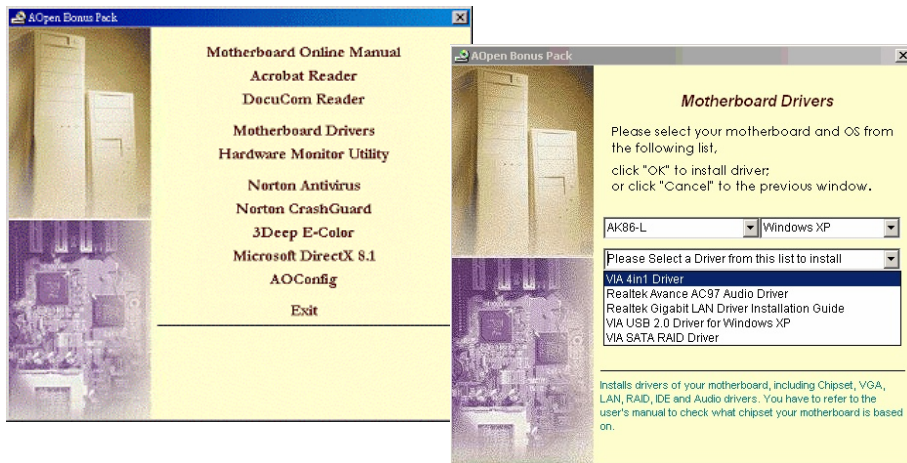 AOpen Bonus Pack
Motherboard Online Manual
Acrobat Reader
DocuCom Reader
Motherboard Drivers
Hardware Monitor Utility
Norton Antivirus
Norton CrashGuard
3Deep E-Color
Microsoft DirectX 8.1
AOConfig
Exit
AOpen Bonus Pack
Motherboard Drivers
Please select your motherboard and OS from
the following list,
click "OK" to install driver;
or click "Cancel" to the previous window.
AK86-L Windows XP
Please Select a Driver from this list to install
VIA 4in1 Driver
Realtek Avance AC97 Audio Driver
Realtek Gigabit LAN Driver Installation Guide
VIA USB 2.0 Driver for Windows XP
VIA SATA RAID Driver
Installs drivers of your motherboard, including Chipset, VGA,
LAN, RAID, IDE and Audio drivers. You have to refer to the
user's manual to check what chipset your motherboard is based
on.